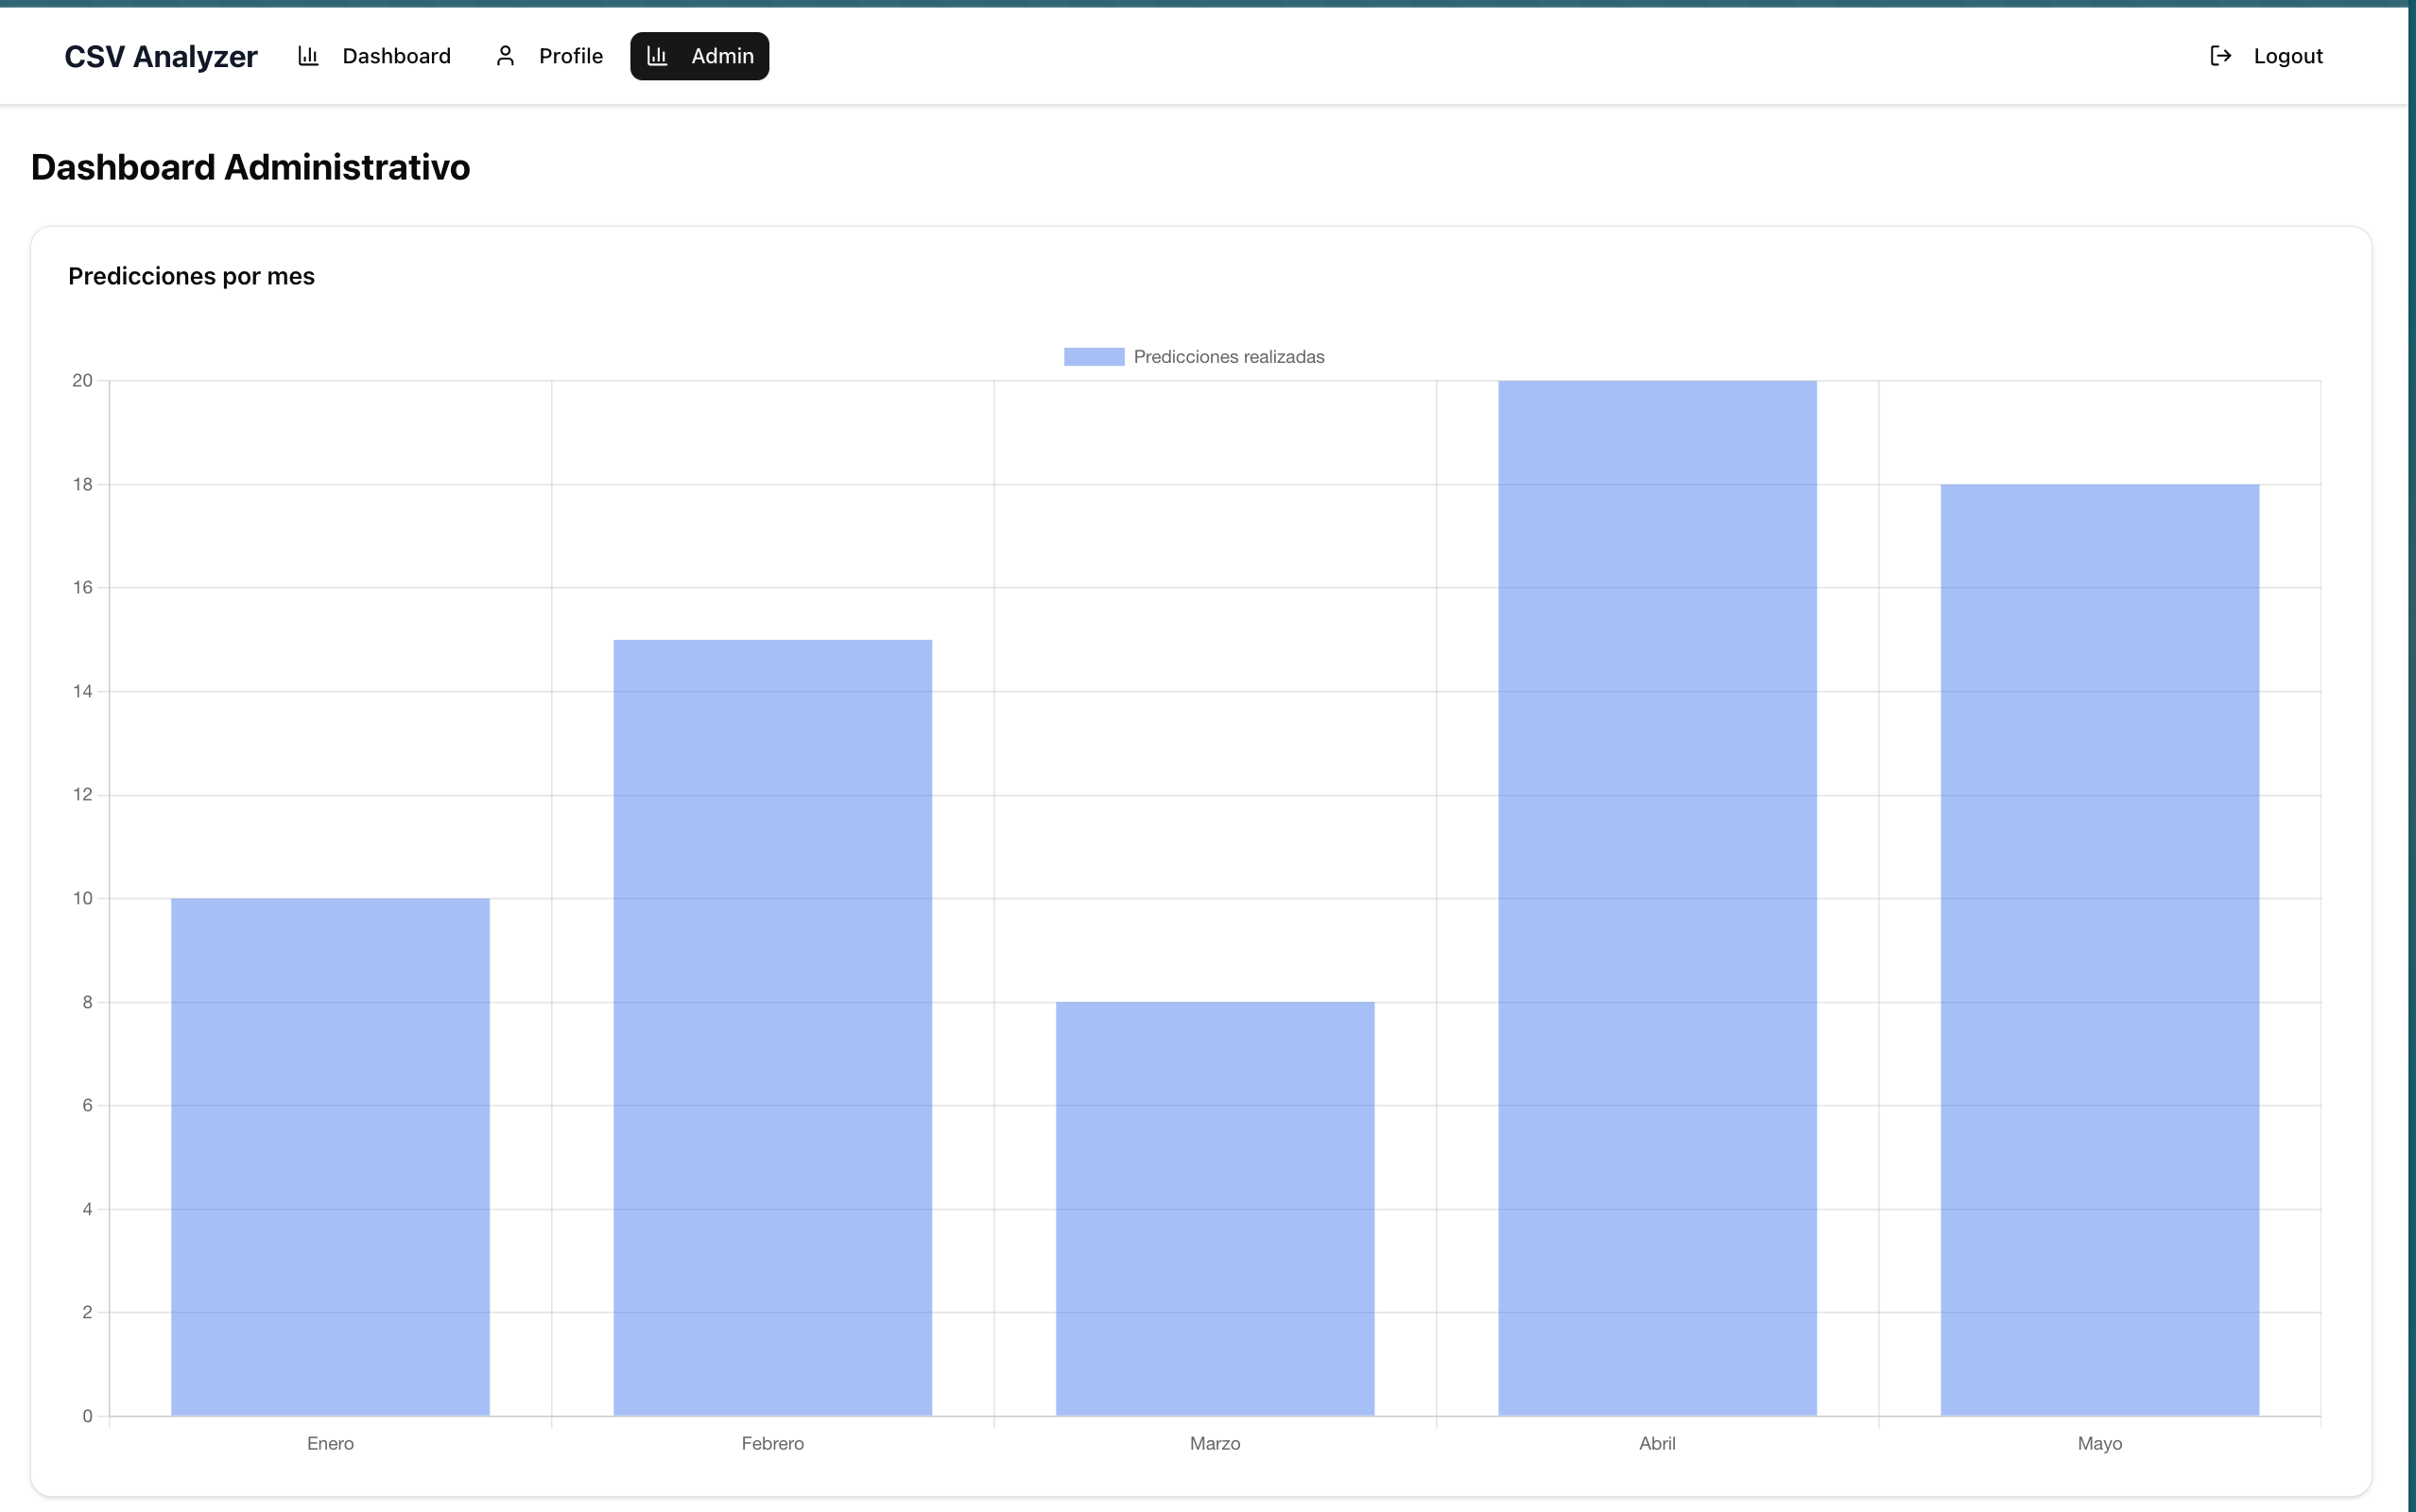 CSV Analyzer Dashboard Profile Admin Logout
Dashboard Administrativo
Predicciones por mes
Predicciones realizadas
20
18
16
14
12
10
8
6
4
2
0
Enero Febrero Marzo Abril Mayo